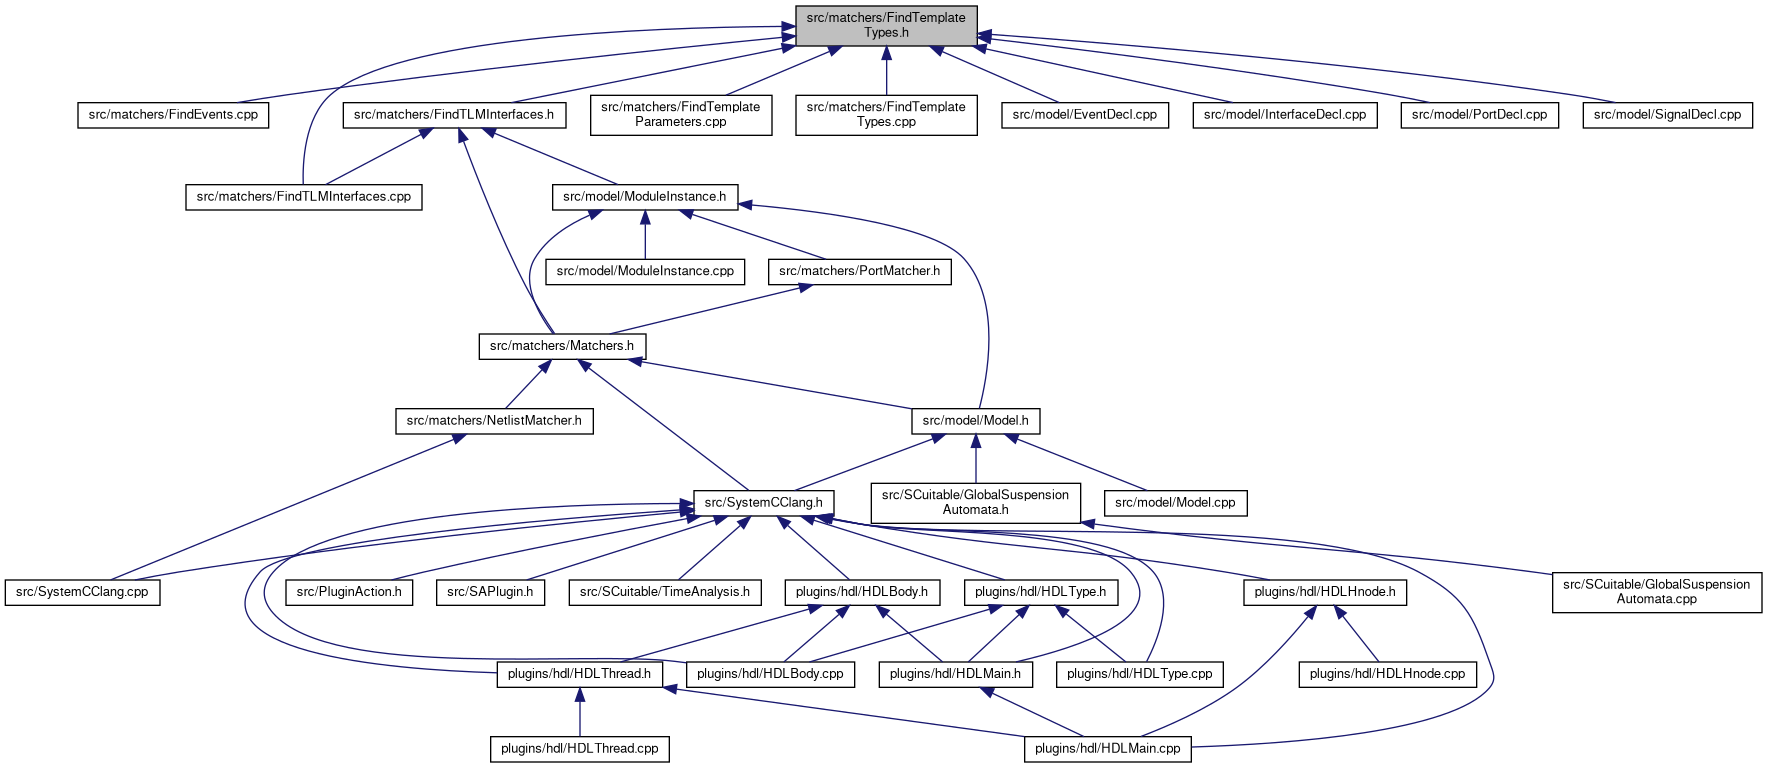 src/matchers/FindTemplate
Types.h
src/matchers/FindEvents.cpp
src/matchers/FindTLMInterfaces.h
src/matchers/FindTemplate
Parameters.cpp
src/matchers/FindTemplate
Types.cpp
src/model/EventDecl.cpp
src/model/InterfaceDecl.cpp
src/model/PortDecl.cpp
src/model/SignalDecl.cpp
src/matchers/FindTLMInterfaces.cpp
src/model/ModuleInstance.h
src/model/ModuleInstance.cpp
src/matchers/PortMatcher.h
src/matchers/Matchers.h
src/matchers/NetlistMatcher.h
src/model/Model.h
src/SystemCClang.h
src/SCuitable/GlobalSuspension
Automata.h
src/model/Model.cpp
src/SystemCClang.cpp
src/PluginAction.h
src/SAPlugin.h
src/SCuitable/TimeAnalysis.h
plugins/hdl/HDLBody.h
plugins/hdl/HDLType.h
plugins/hdl/HDLHnode.h
src/SCuitable/GlobalSuspension
Automata.cpp
plugins/hdl/HDLThread.h
plugins/hdl/HDLBody.cpp
plugins/hdl/HDLMain.h
plugins/hdl/HDLType.cpp
plugins/hdl/HDLHnode.cpp
plugins/hdl/HDLThread.cpp
plugins/hdl/HDLMain.cpp